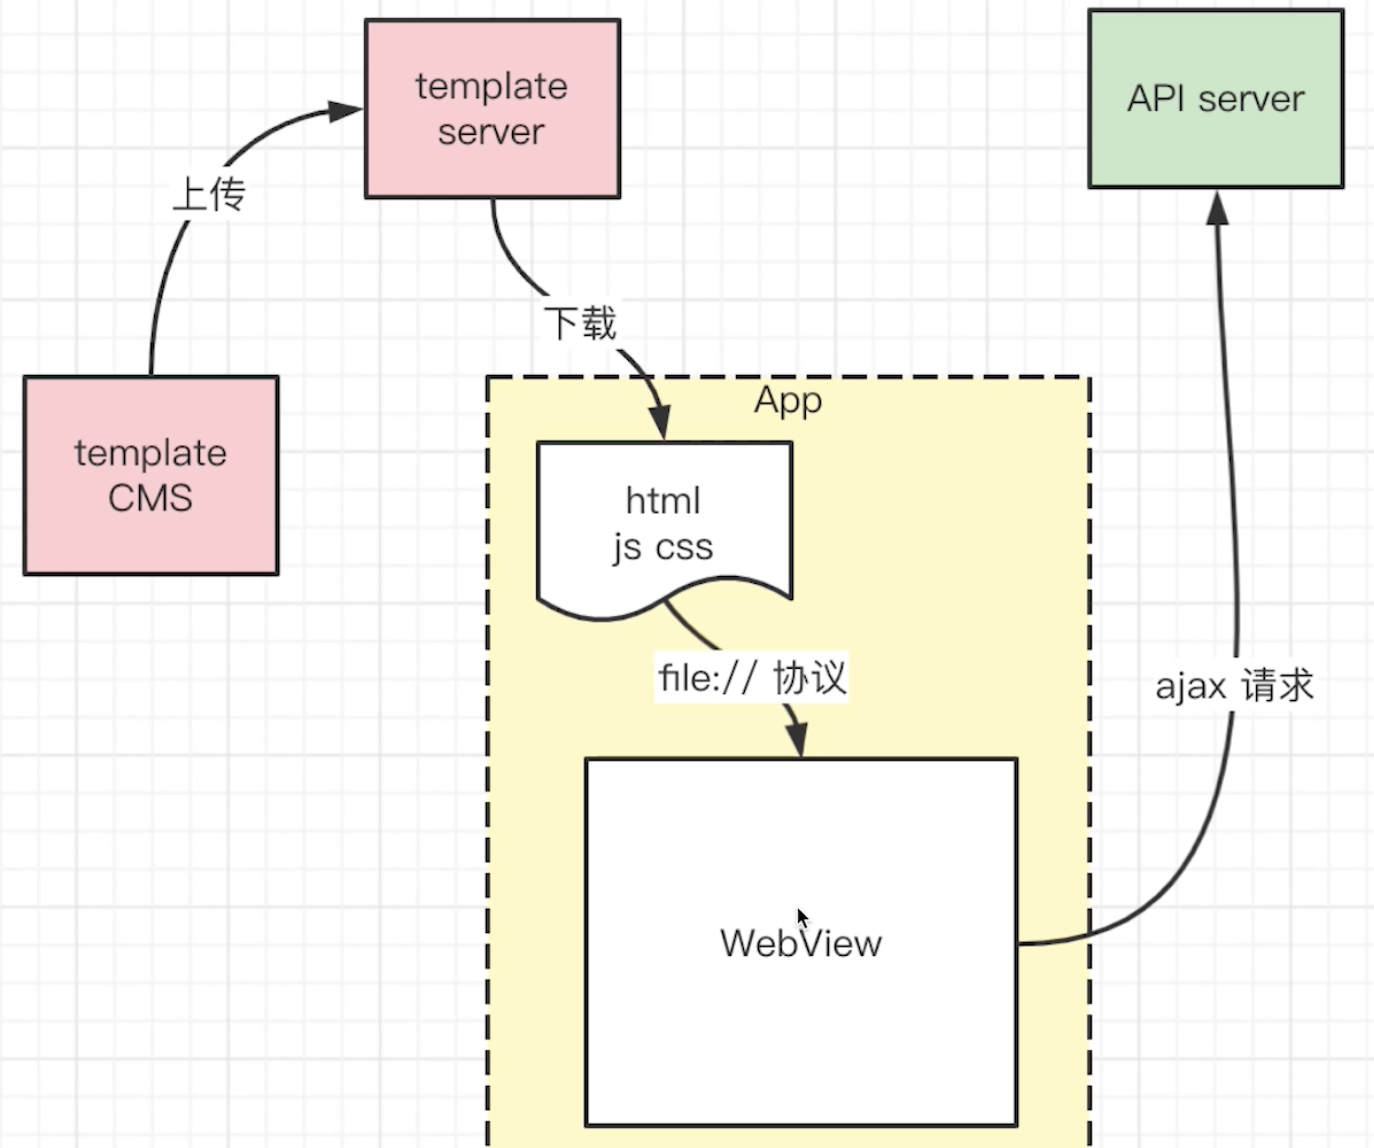 template
server
API server
上传
下载
App
template
CMS
html
js css
file:// 协议
ajax 请求
WebView